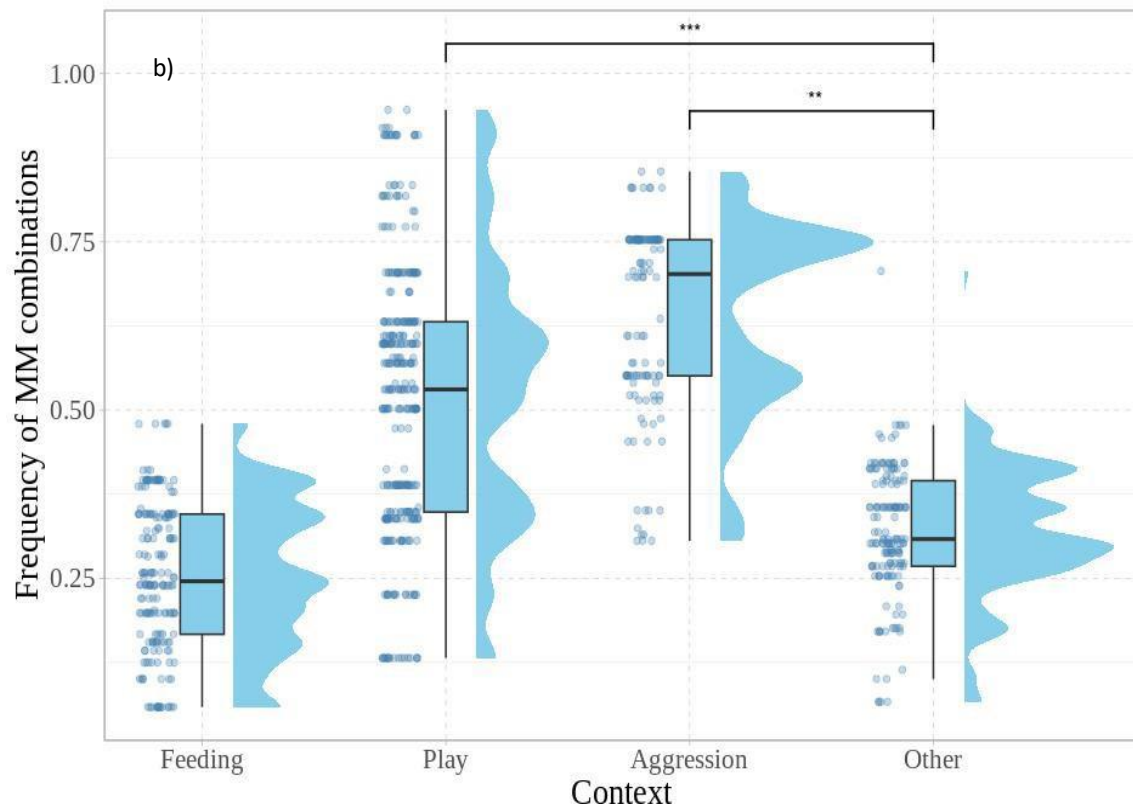 ***
b)
1.00
**
0.75
0.50
0.25
Frequency of MM combinations
Feeding Play Aggression Other
Context